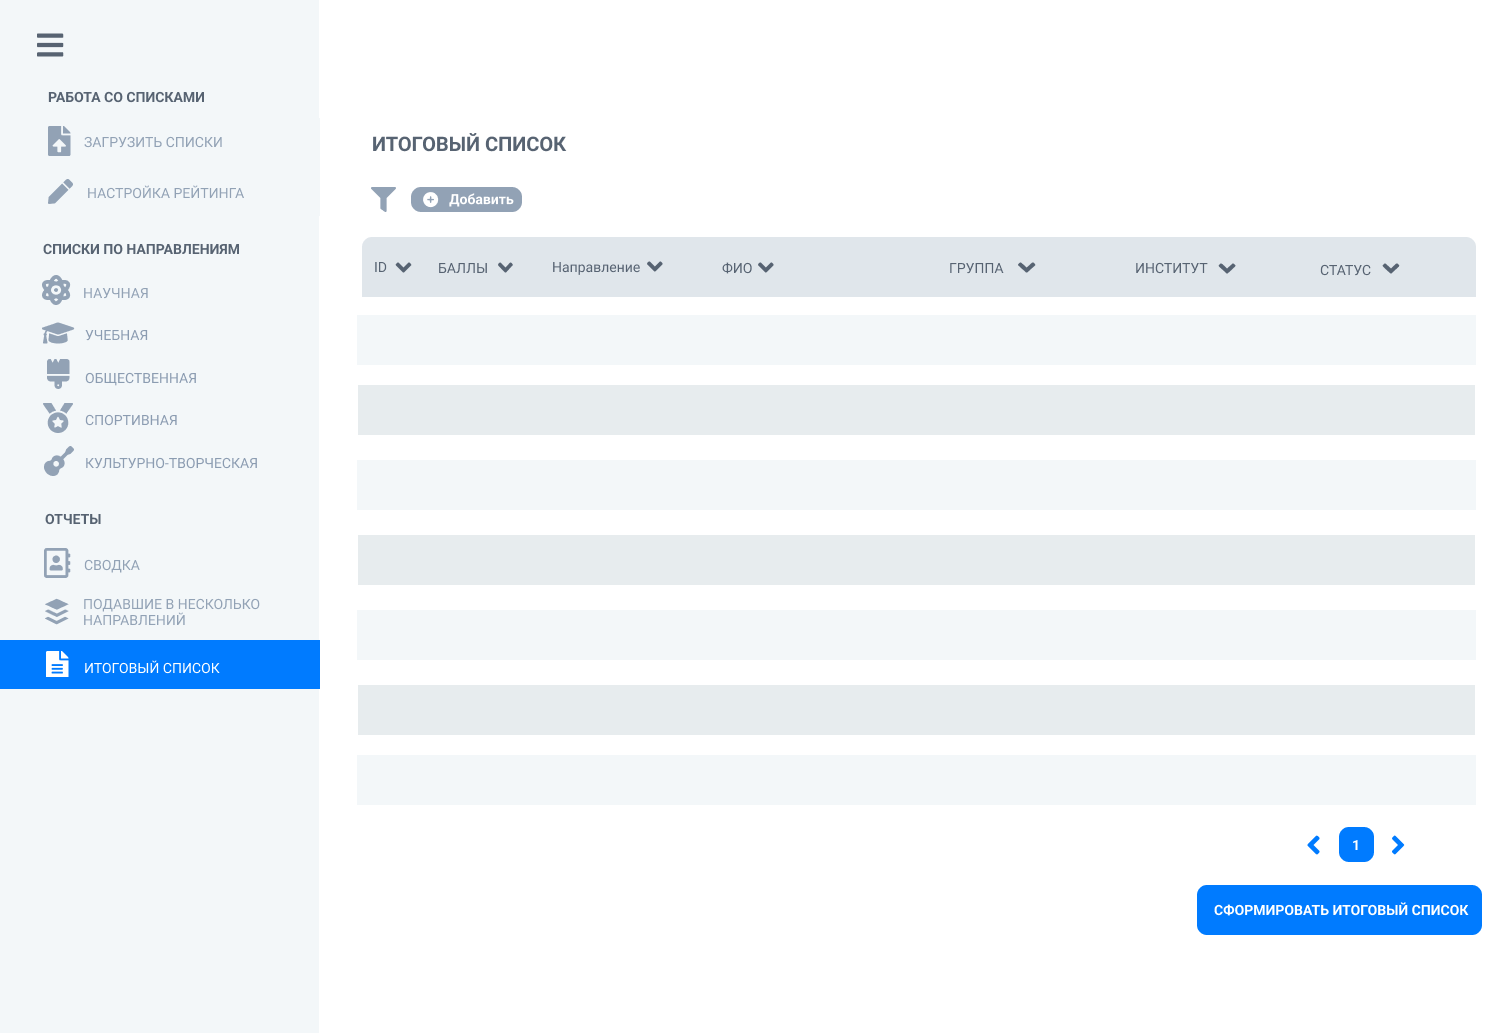 РАБОТА СО СПИСКАМИ
ЗАГРУЗИТЬ СПИСКИ
НАСТРОЙКА РЕЙТИНГА
СПИСКИ ПО НАПРАВЛЕНИЯМ
НАУЧНАЯ
УЧЕБНАЯ
ОБЩЕСТВЕННАЯ
СПОРТИВНАЯ
КУЛЬТУРНО-ТВОРЧЕСКАЯ
ОТЧЕТЫ
СВОДКА
ПОДАВШИЕ В НЕСКОЛЬКО
НАПРАВЛЕНИЙ
ИТОГОВЫЙ СПИСОК
ИТОГОВЫЙ СПИСОК
Добавить
ID БАЛЛЫ Направление ФИО ГРУППА ИНСТИТУТ СТАТУС
1
СФОРМИРОВАТЬ ИТОГОВЫЙ СПИСОК